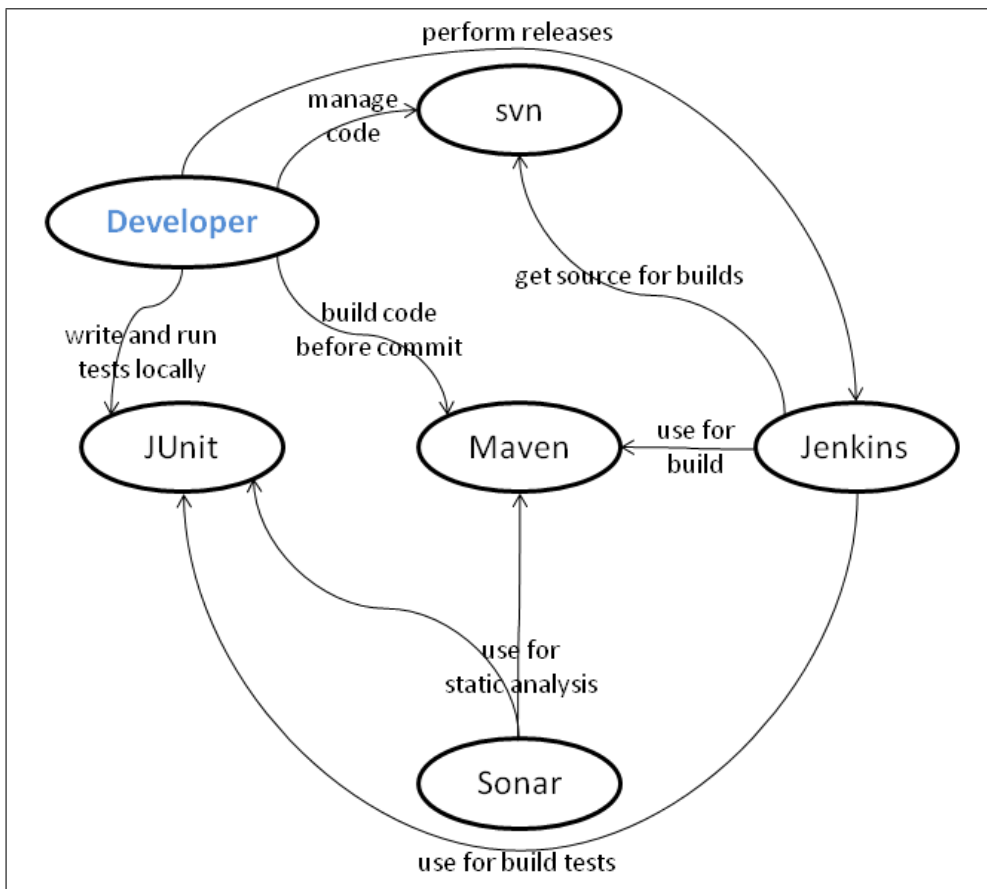 perform releases
manage
code
svn
Developer
get source for builds
build code
before commit
write and run
tests locally
JUnit
Maven
use for
build
Jenkins
use for
static analysis
Sonar
use for build tests